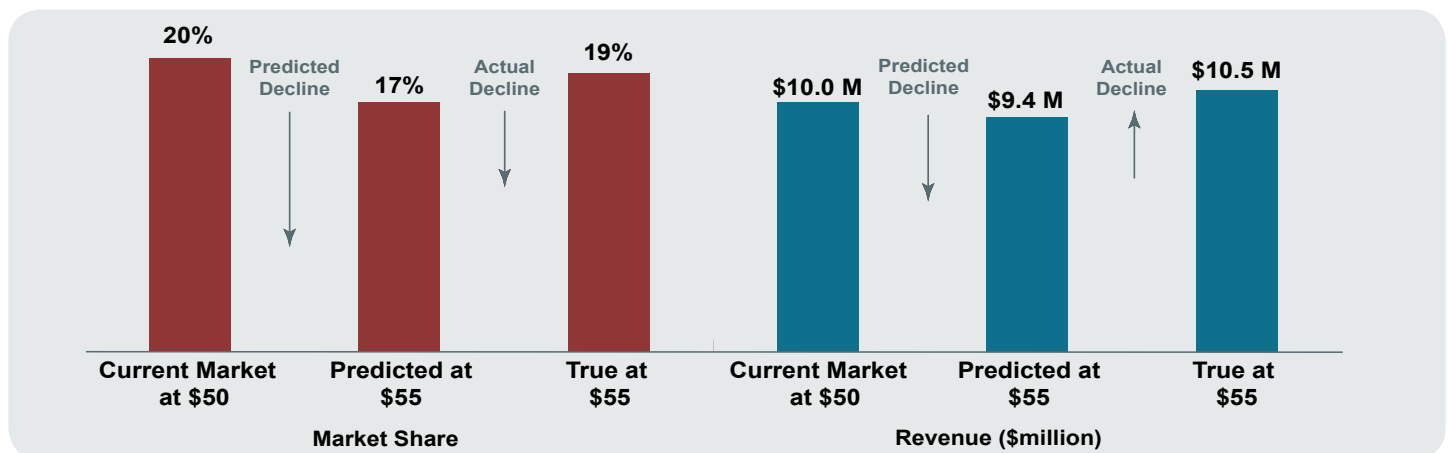 20%
Predicted
Decline
17%
Actual
Decline
19%
Current Market
at $50
Predicted at
$55
True at
$55
Market Share
$10.0 M
Predicted
Decline
$9.4 M
Actual
Decline
$10.5 M
Current Market
at $50
Predicted at
$55
True at
$55
Revenue ($million)